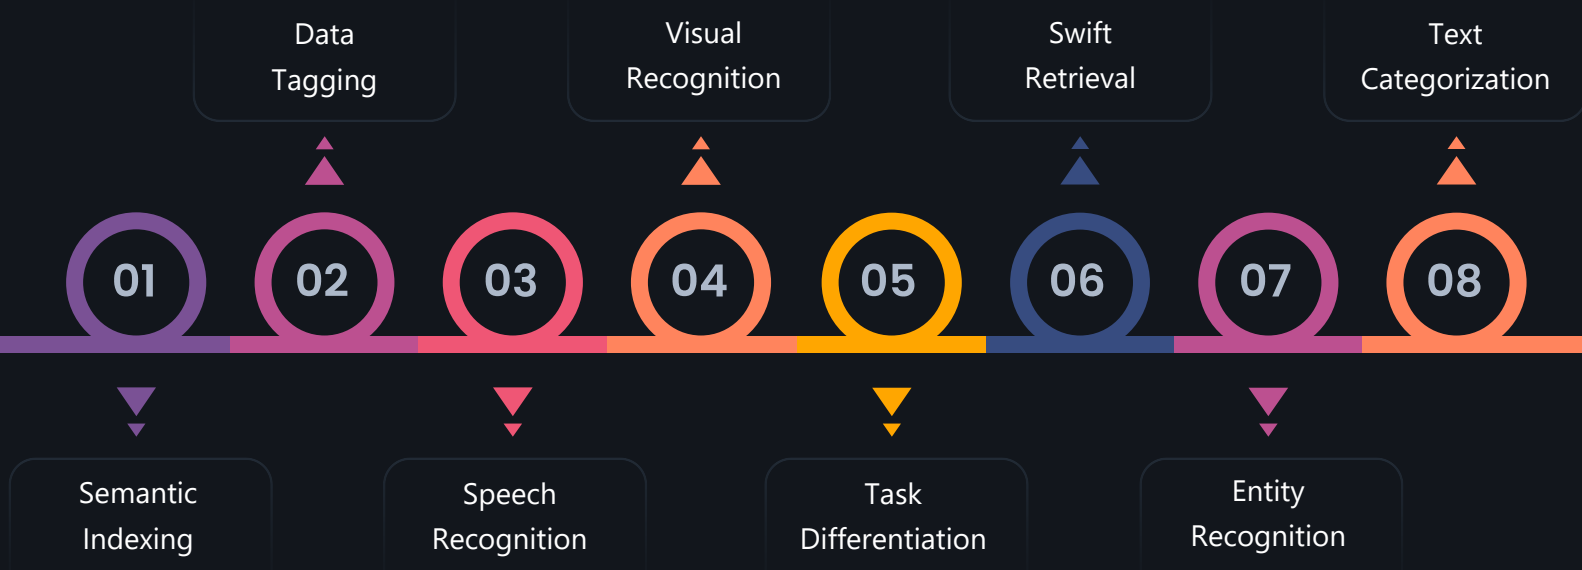 Data
Tagging
Visual
Recognition
Swift
Retrieval
Text
Categorization
01
02
03
04
05
06
07
08
Semantic
Indexing
Speech
Recognition
Task
Differentiation
Entity
Recognition